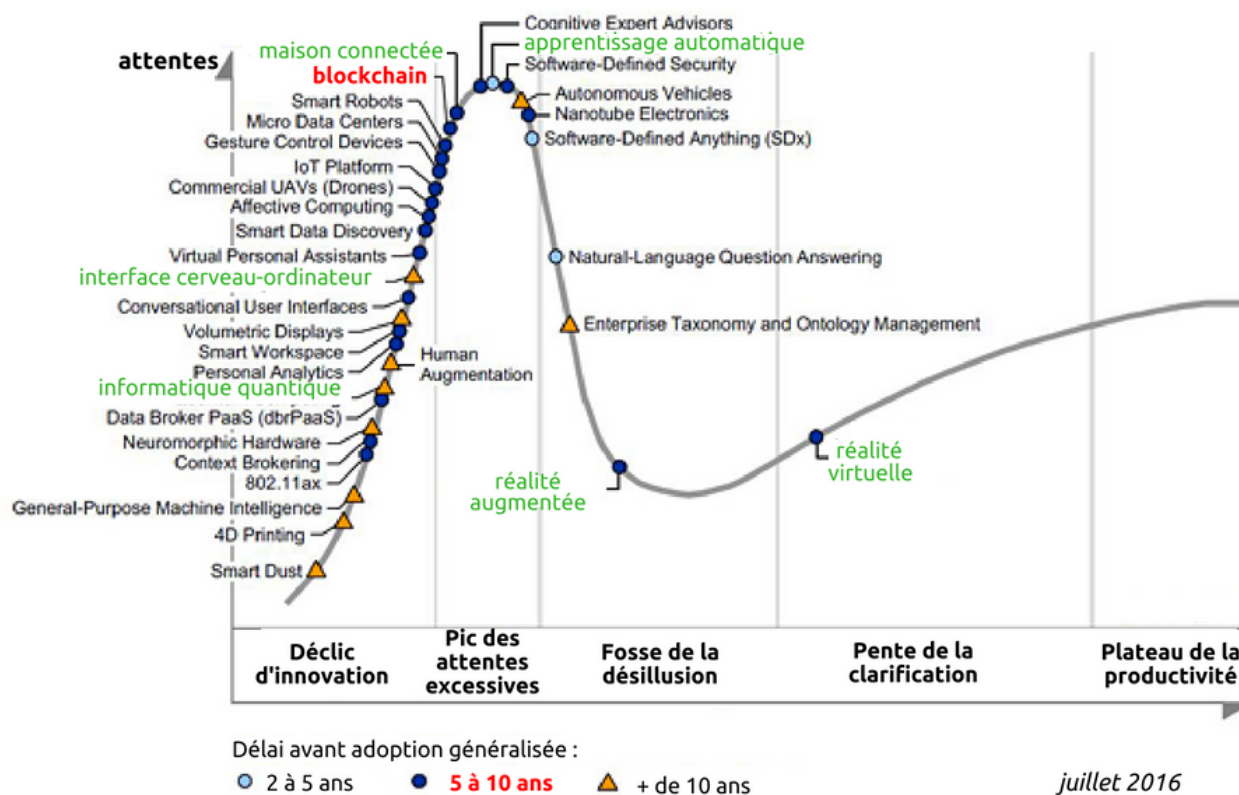 Cognitive Expert Advisors
maison connectée
apprentissage automatique
attentes
blockchain
Software-Defined Security
Smart Robots
Autonomous Vehicles
Micro Data Centers
Nanotube Electronics
Gesture Control Devices
Software-Defined Anything (SDx)
IoT Platform
Commercial UAVs (Drones)
Affective Computing
Smart Data Discovery
Virtual Personal Assistants
Natural-Language Question Answering
interface cerveau-ordinateur
Conversational User Interfaces
Volumetric Displays
Enterprise Taxonomy and Ontology Management
Smart Workspace
Personal Analytics
Human
Augmentation
informatique quantique
Data Broker PaaS (dbrPaaS)
Neuromorphic Hardware
Context Brokering
802.11ax
General-Purpose Machine Intelligence
4D Printing
Smart Dust
réalité
augmentée
réalité
virtuelle
Déclic
d'innovation
Pic des
attentes
excessives
Fosse de la
désillusion
Pente de la
clarification
Plateau de la
productivité
Délai avant adoption généralisée :
2 à 5 ans
5 à 10 ans
+ de 10 ans
juillet 2016